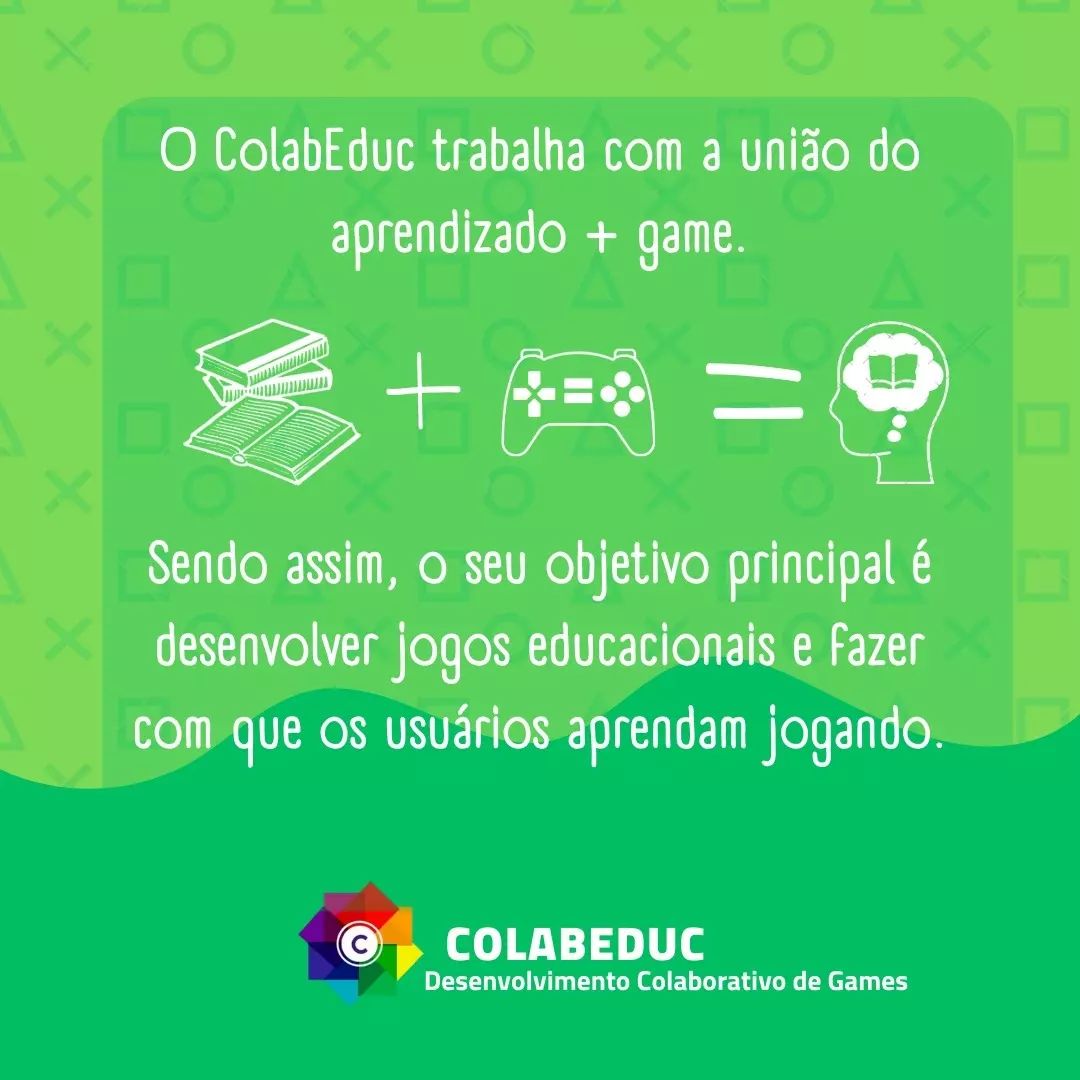 O ColabEduc trabalha com a união do
aprendizado + game.
+ =
Sendo assim, o seu objetivo principal é
desenvolver jogos educacionais e fazer
com que os usuários aprendam jogando.
C
COLABEDUC
Desenvolvimento Colaborativo de Games